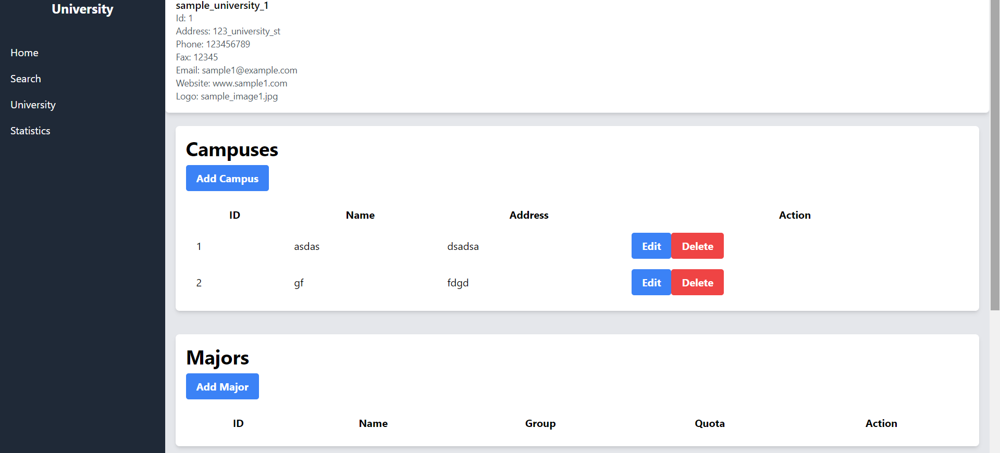 University
Home
Search
University
Statistics
sample_university_1
Id: 1
Address: 123_university_st
Phone: 123456789
Fax: 12345
Email: sample1@example.com
Website: www.sample1.com
Logo: sample_image1.jpg
Campuses
Add Campus
ID Name Address Action
1 asdas dsadsa Edit Delete
2 gf fdgd Edit Delete
Majors
Add Major
ID Name Group Quota Action